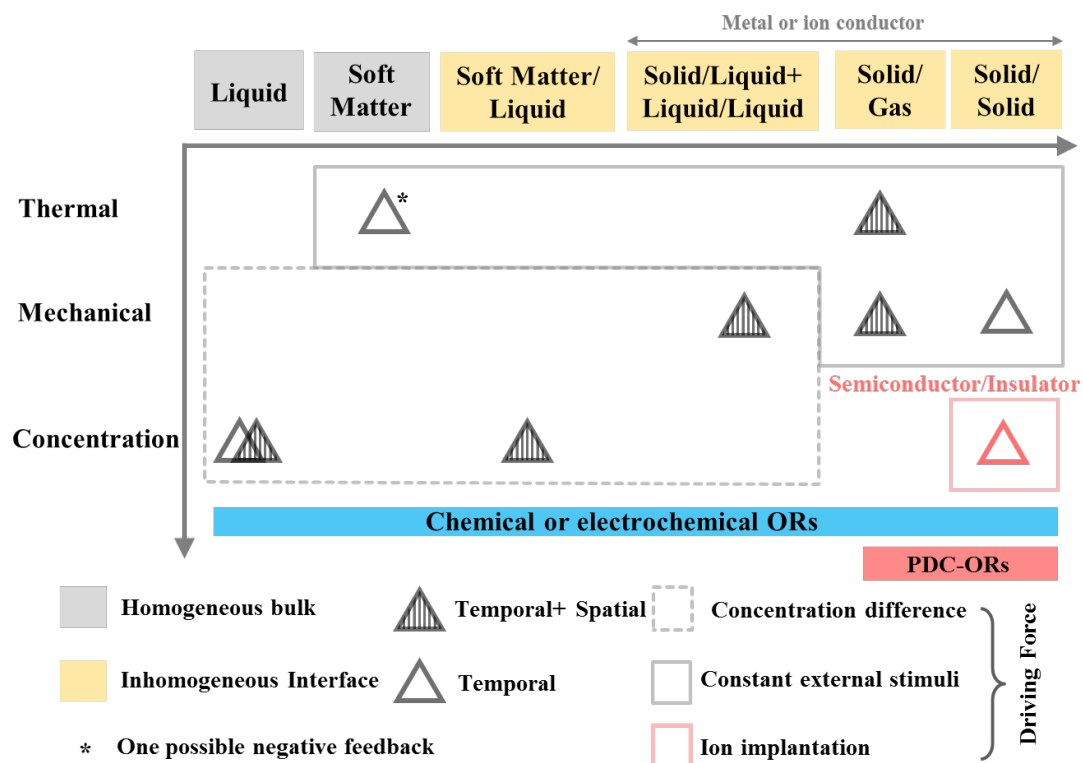 Metal or ion conductor
Liquid
Soft
Matter
Soft Matter/
Liquid
Solid/Liquid+
Liquid/Liquid
Solid/
Gas
Solid/
Solid
Thermal
*
Mechanical
Semiconductor/Insulator
Concentration
Chemical or electrochemical ORs
PDC-ORs
Homogeneous bulk
Temporal+ Spatial
Concentration difference
Inhomogeneous Interface
Temporal
Constant external stimuli
* One possible negative feedback
Ion implantation
Driving Force